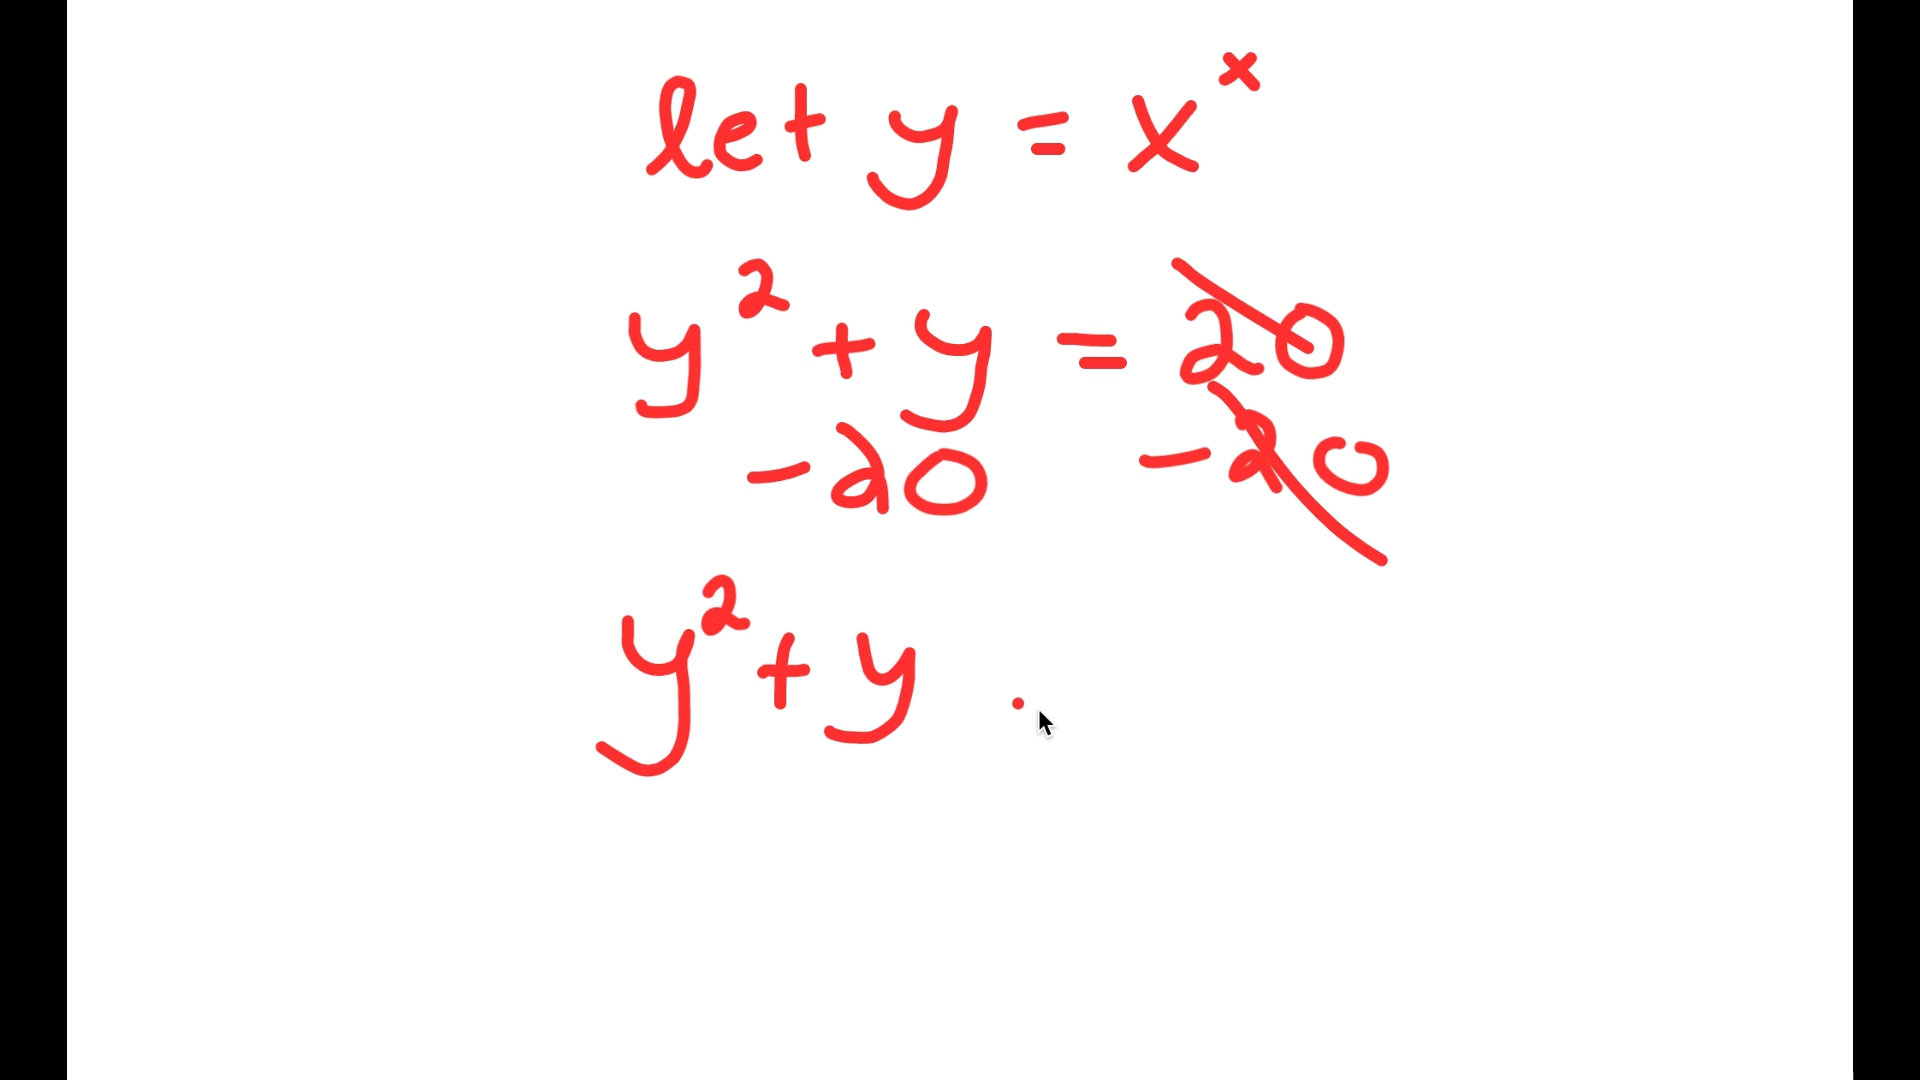 let y = x^x
y^2 + y = 20
-20 -20
y^2 + y